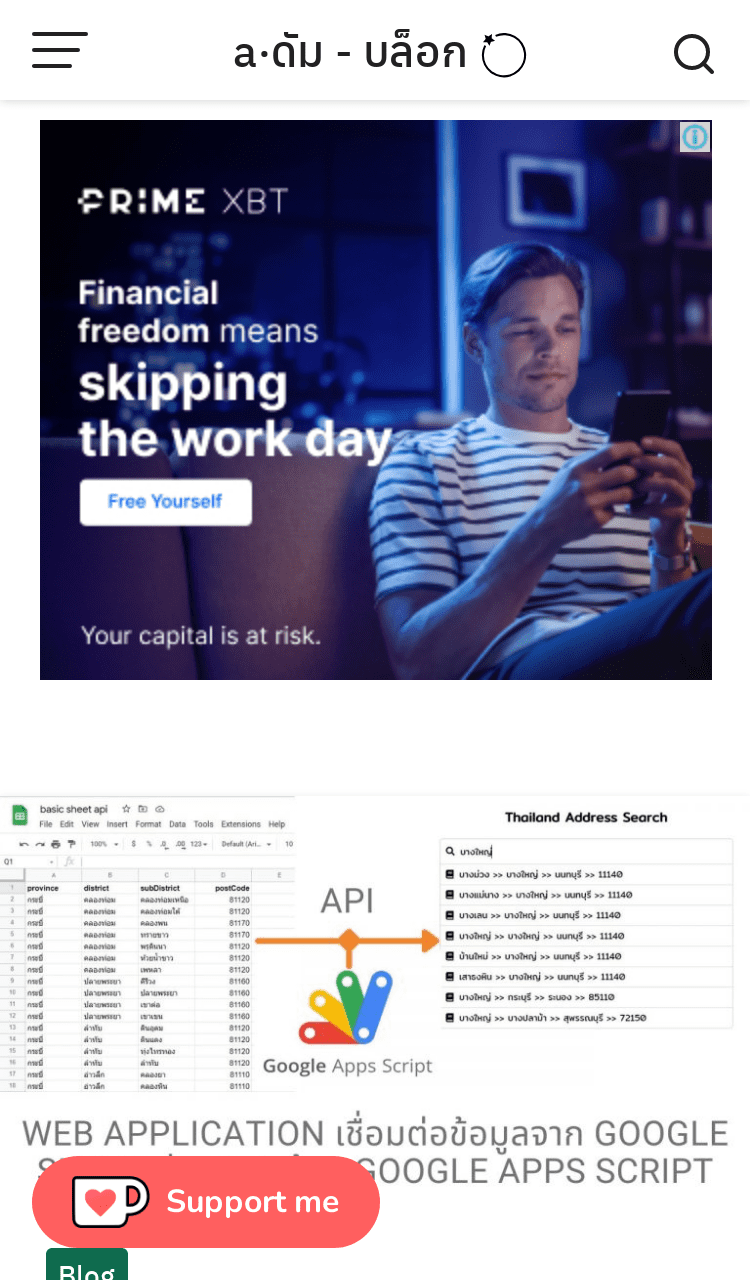 a·ดัม - บล็อก
PRIME XBT
Financial
freedom means
skipping
the work day
Free Yourself
Your capital is at risk.
basic sheet api
File Edit View Insert Format Data Tools Extensions Help
100% $ % .0 .00 123 Default (Ari... 10
Q1 fx
A B C D E
1 province district subDistrict postCode
2 กระบี่ คลองท่อม คลองท่อมเหนือ 81120
3 กระบี่ คลองท่อม คลองท่อมใต้ 81120
4 กระบี่ คลองท่อม คลองพน 81170
5 กระบี่ คลองท่อม ทรายขาว 81170
6 กระบี่ คลองท่อม พรุดินนา 81120
7 กระบี่ คลองท่อม ห้วยน้ำขาว 81120
8 กระบี่ คลองท่อม เพหลา 81120
9 กระบี่ ปลายพระยา คีรีวง 81160
10 กระบี่ ปลายพระยา ปลายพระยา 81160
11 กระบี่ ปลายพระยา เขาต่อ 81160
12 กระบี่ ปลายพระยา เขาเขน 81160
13 กระบี่ ลำทับ ดินอุดม 81120
14 กระบี่ ลำทับ ดินแดง 81120
15 กระบี่ ลำทับ ทุ่งไทรทอง 81120
16 กระบี่ ลำทับ ลำทับ 81120
17 กระบี่ อ่าวลึก คลองยา 81110
18 กระบี่ อ่าวลึก คลองหิน 81110
API
Google Apps Script
Thailand Address Search
บางใหญ่
บางม่วง >> บางใหญ่ >> นนทบุรี >> 11140
บางแม่นาง >> บางใหญ่ >> นนทบุรี >> 11140
บางเลน >> บางใหญ่ >> นนทบุรี >> 11140
บางใหญ่ >> บางใหญ่ >> นนทบุรี >> 11140
บ้านใหม่ >> บางใหญ่ >> นนทบุรี >> 11140
เสาธงหิน >> บางใหญ่ >> นนทบุรี >> 11140
บางใหญ่ >> กระบุรี >> ระนอง >> 85110
บางใหญ่ >> บางปลาม้า >> สุพรรณบุรี >> 72150
WEB APPLICATION เชื่อมต่อข้อมูลจาก GOOGLE
GOOGLE APPS SCRIPT
Support me
Blog